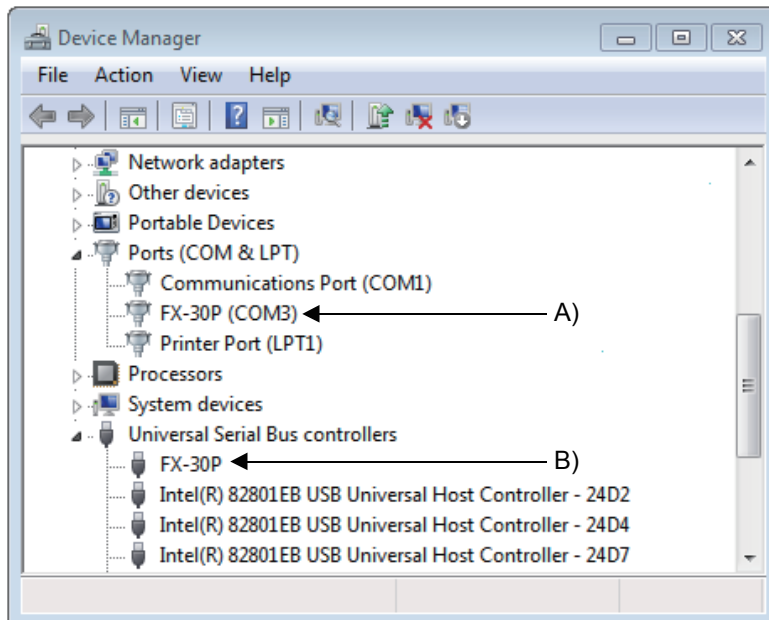 Device Manager
File Action View Help
Network adapters
Other devices
Portable Devices
Ports (COM & LPT)
Communications Port (COM1)
FX-30P (COM3) A)
Printer Port (LPT1)
Processors
System devices
Universal Serial Bus controllers
FX-30P B)
Intel(R) 82801EB USB Universal Host Controller - 24D2
Intel(R) 82801EB USB Universal Host Controller - 24D4
Intel(R) 82801EB USB Universal Host Controller - 24D7